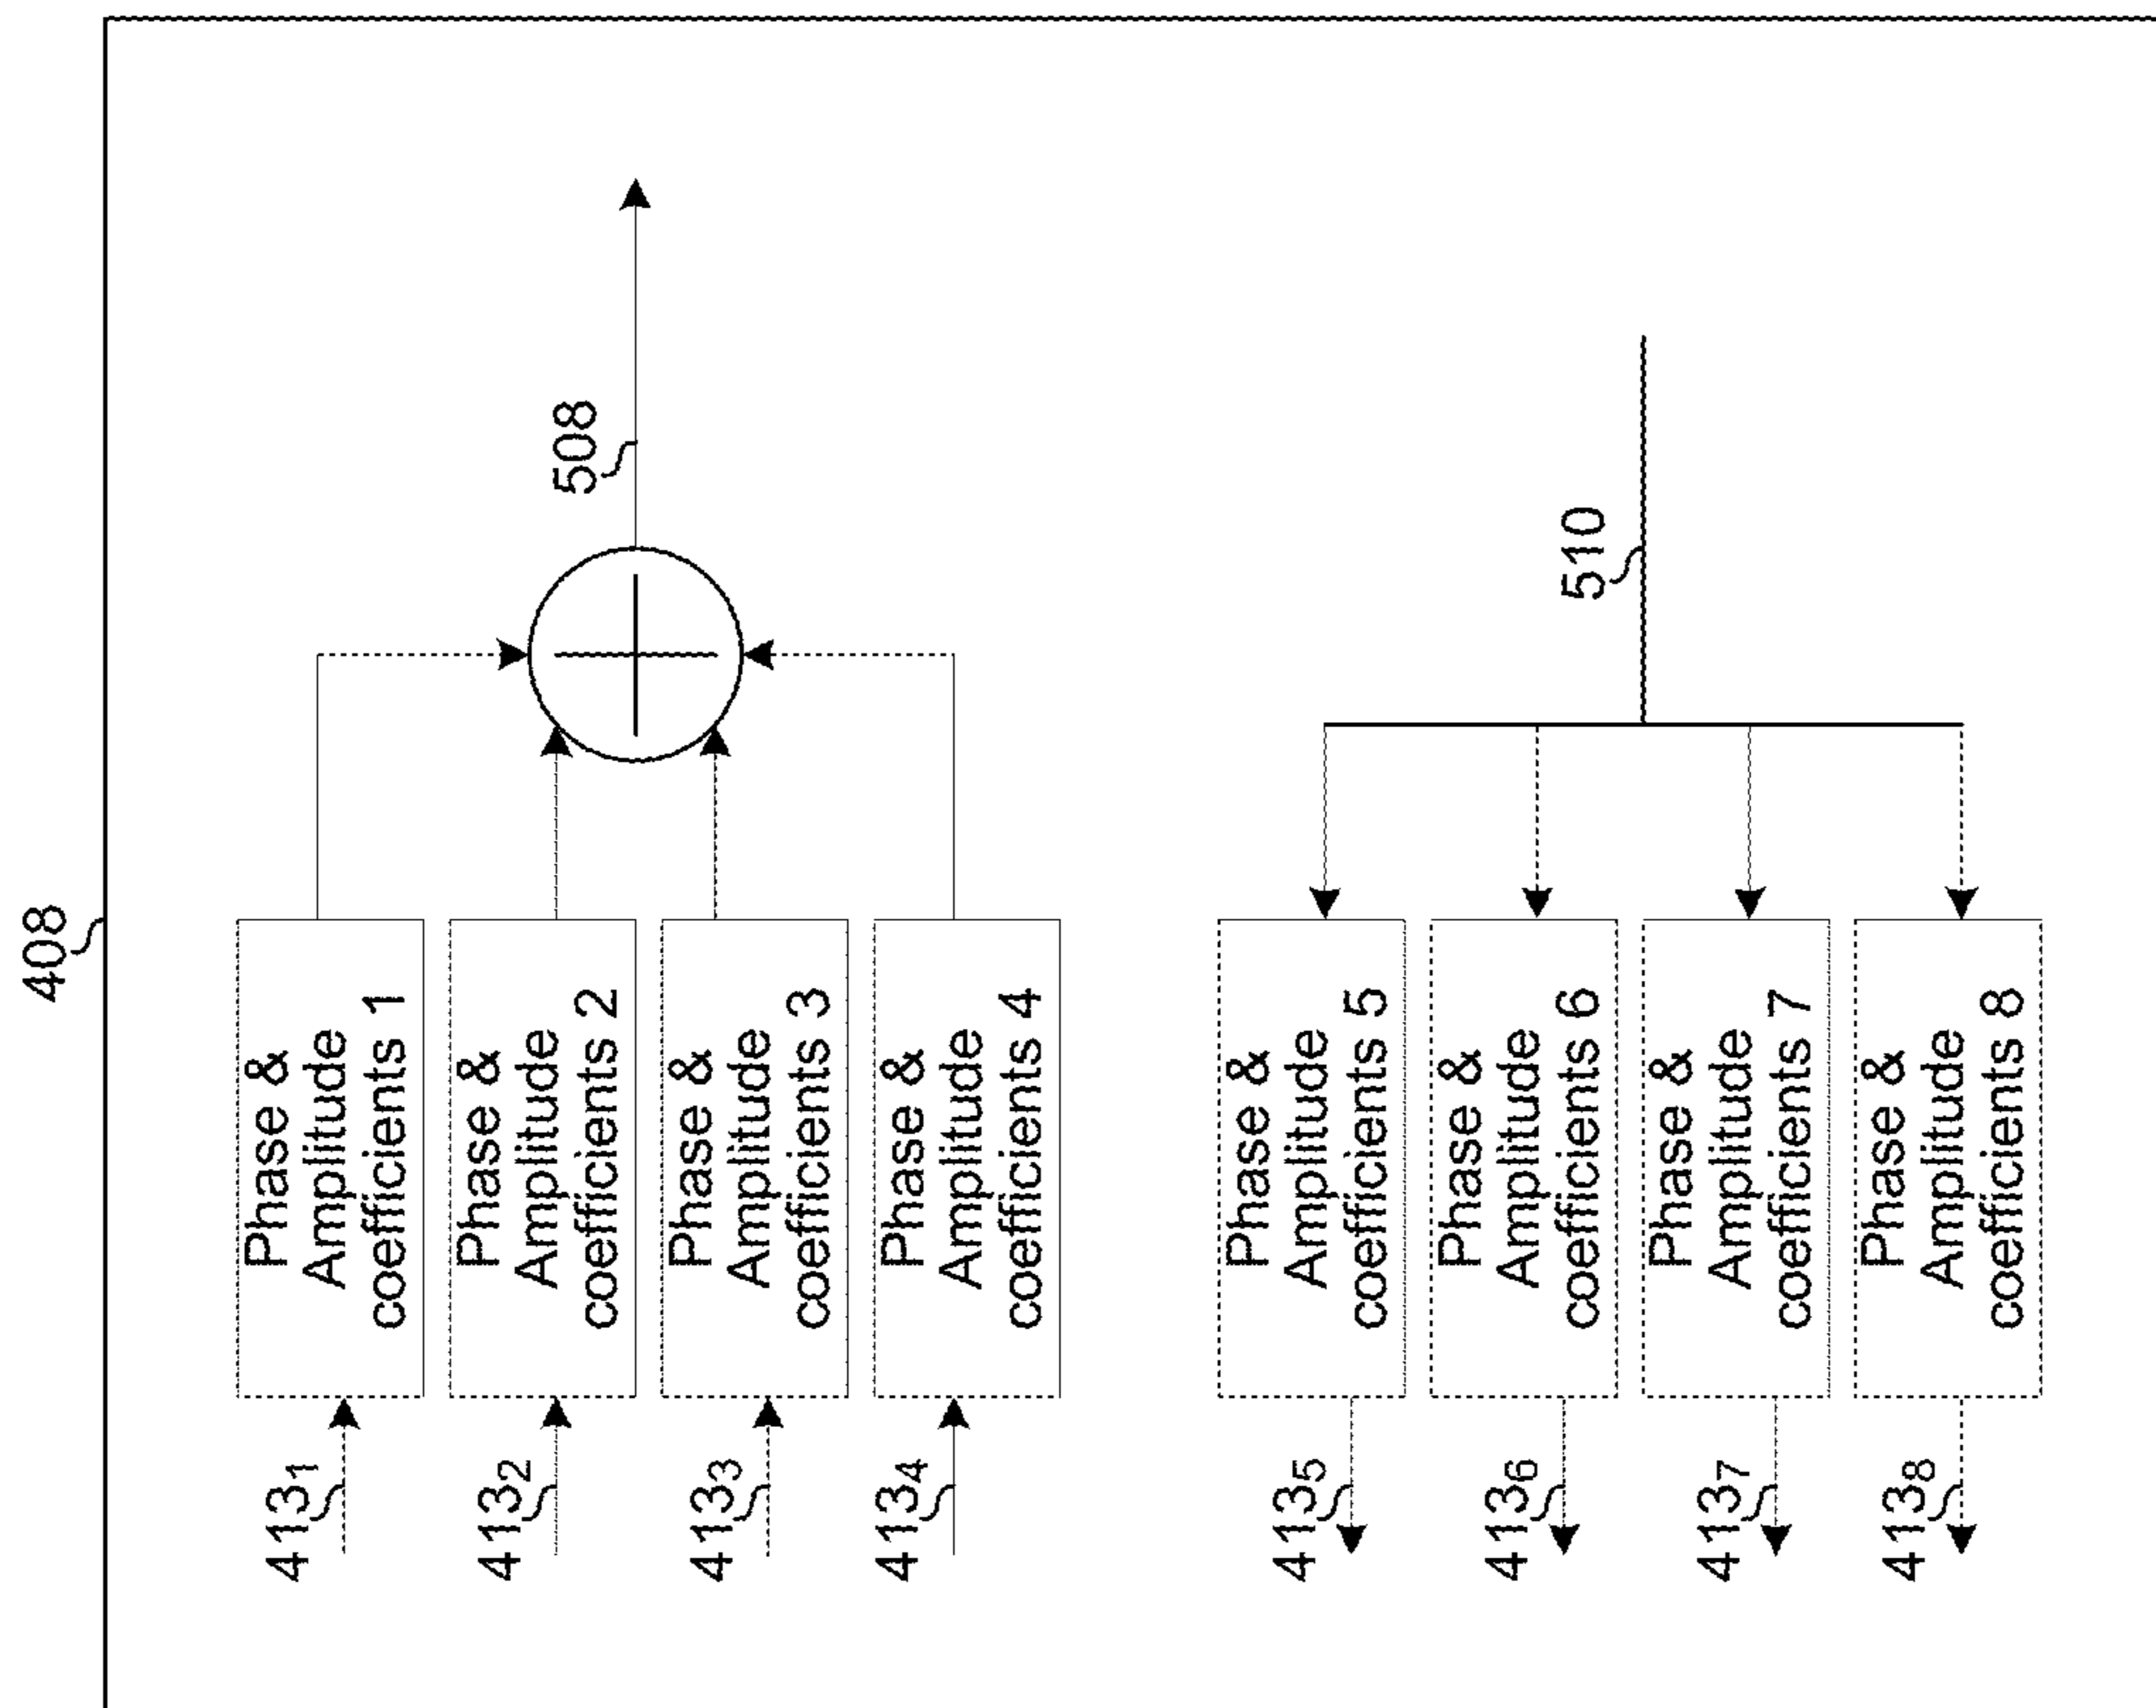 408
413₁
Phase &
Amplitude
coefficients 1
413₂
Phase &
Amplitude
coefficients 2
413₃
Phase &
Amplitude
coefficients 3
413₄
Phase &
Amplitude
coefficients 4
508
413₅
Phase &
Amplitude
coefficients 5
413₆
Phase &
Amplitude
coefficients 6
413₇
Phase &
Amplitude
coefficients 7
413₈
Phase &
Amplitude
coefficients 8
510